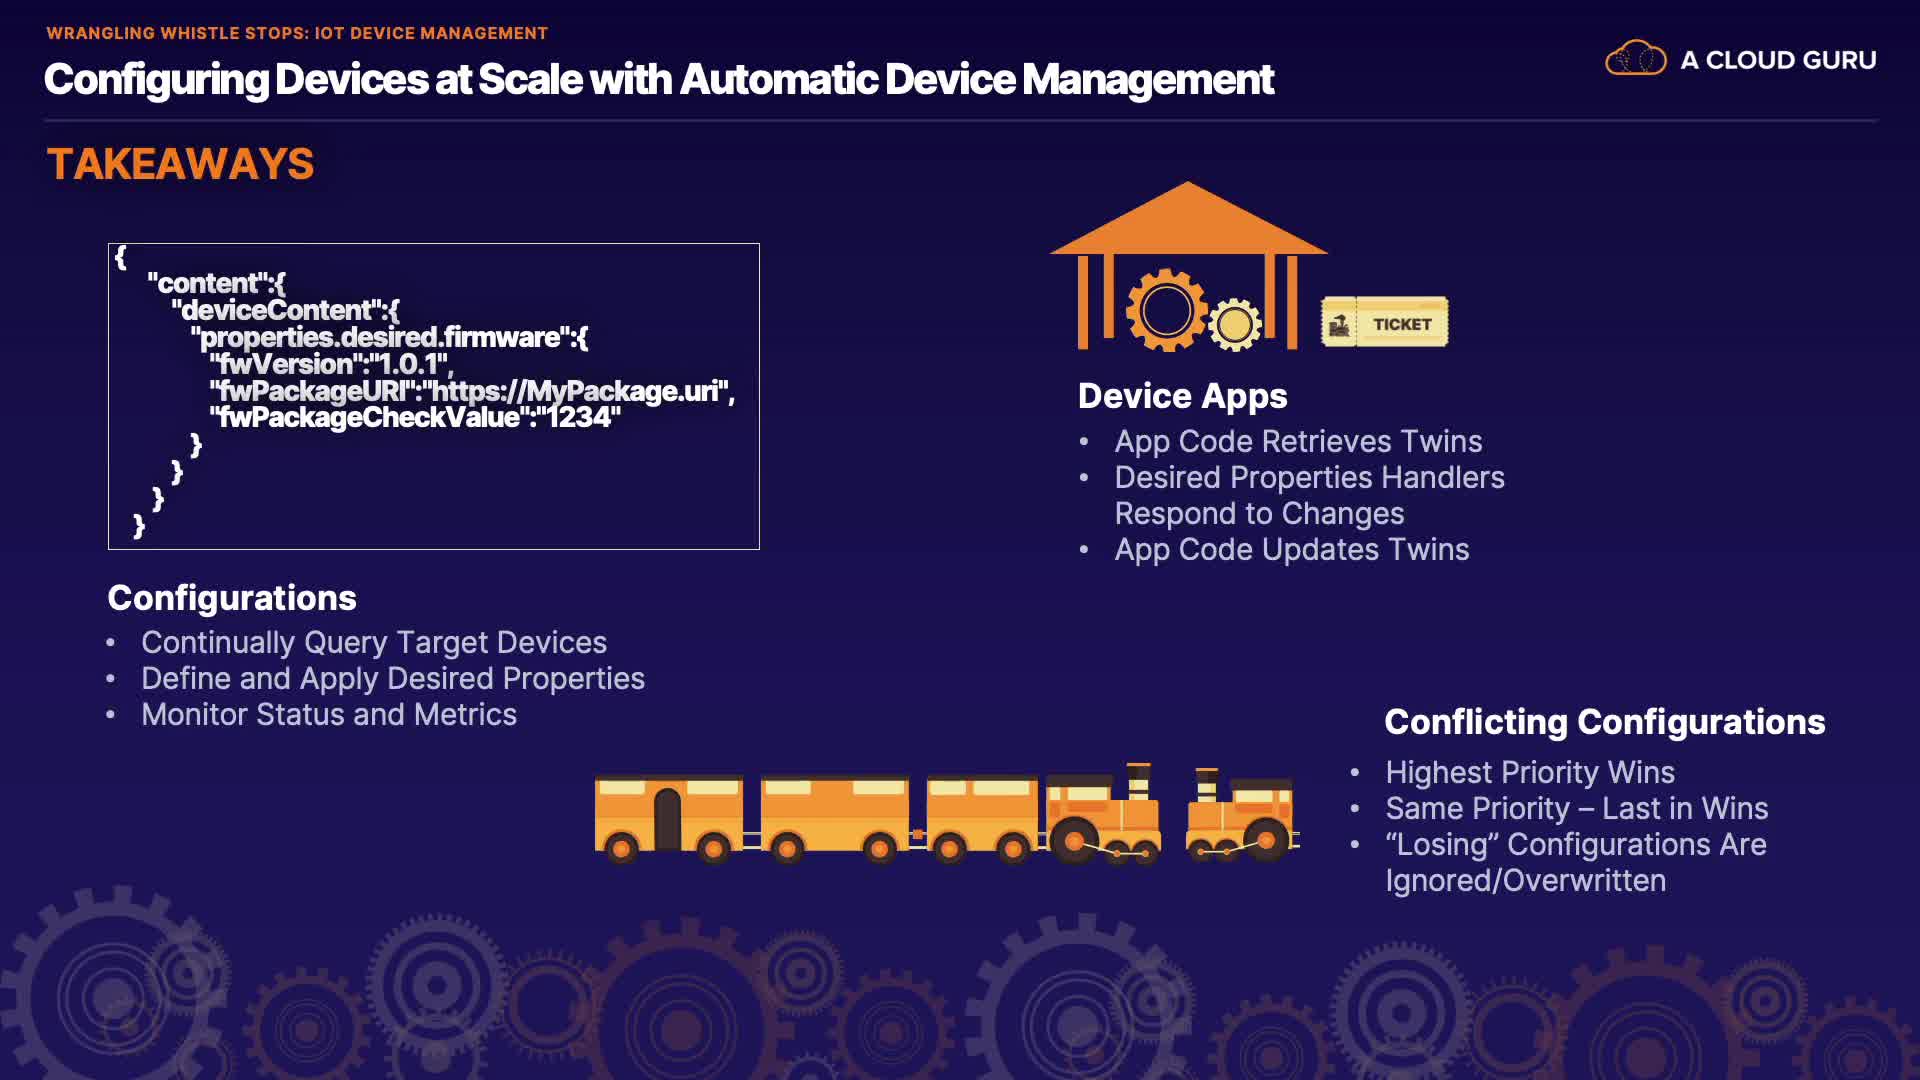 WRANGLING WHISTLE STOPS: IOT DEVICE MANAGEMENT
Configuring Devices at Scale with Automatic Device Management
A CLOUD GURU
TAKEAWAYS
{
"content":{
"deviceContent":{
"properties.desired.firmware":{
"fwVersion":"1.0.1",
"fwPackageURI":"https://MyPackage.uri",
"fwPackageCheckValue":"1234"
}
}
}
}
Configurations
• Continually Query Target Devices
• Define and Apply Desired Properties
• Monitor Status and Metrics
TICKET
Device Apps
• App Code Retrieves Twins
• Desired Properties Handlers
Respond to Changes
• App Code Updates Twins
Conflicting Configurations
• Highest Priority Wins
• Same Priority – Last in Wins
• “Losing” Configurations Are
Ignored/Overwritten